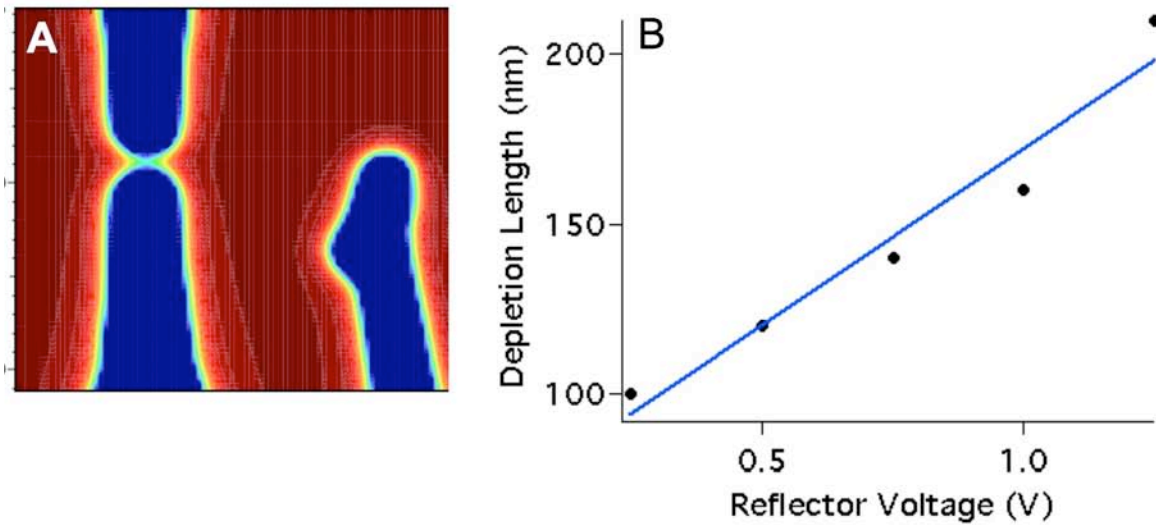 A
B
Depletion Length (nm)
200
150
100
0.5 1.0
Reflector Voltage (V)